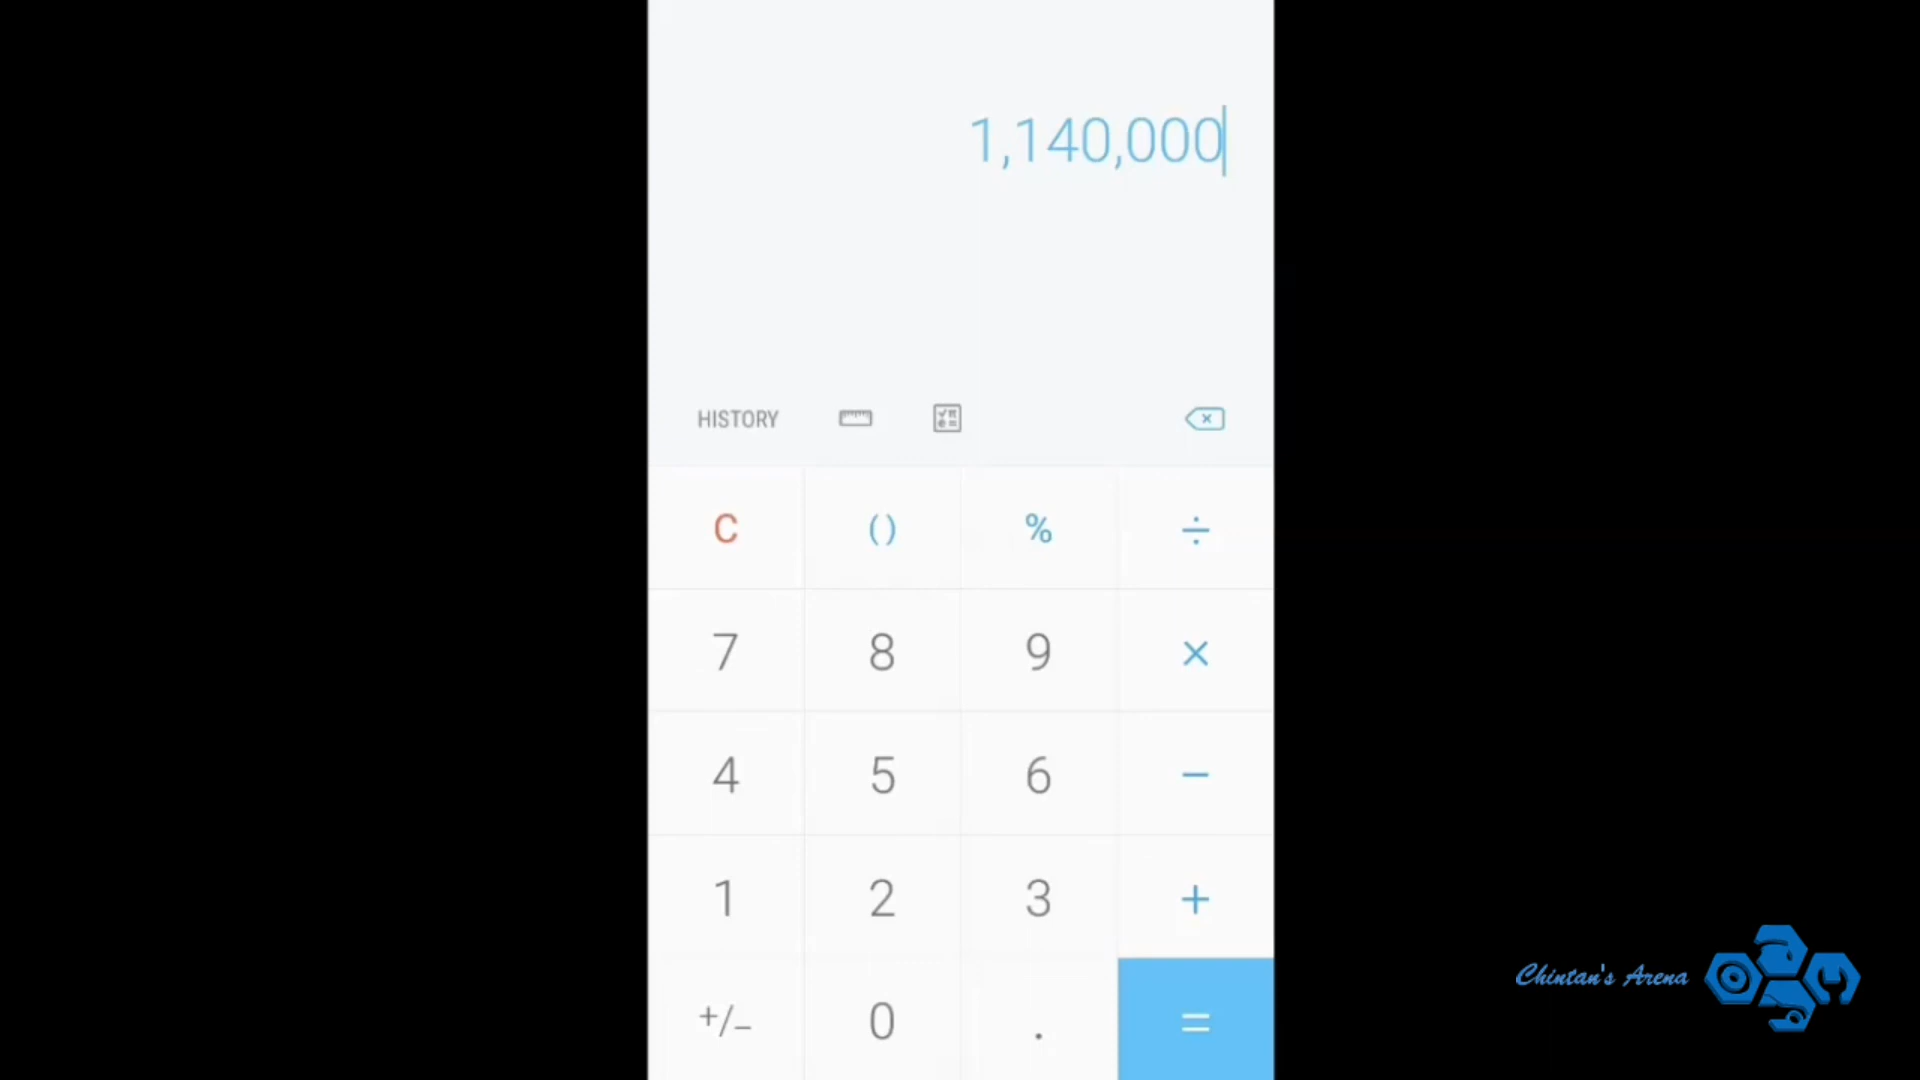 1,140,000
HISTORY
C ( ) % ÷
7 8 9 ×
4 5 6 −
1 2 3 +
+/− 0 . =
Chintan's Arena